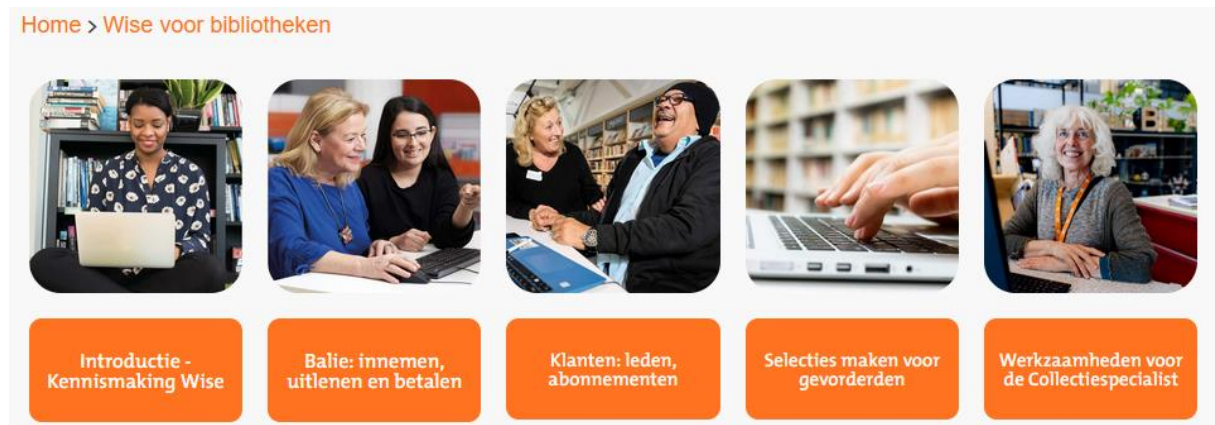 Home > Wise voor bibliotheken
Introductie -
Kennismaking Wise
Balie: innemen,
uitlenen en betalen
Klanten: leden,
abonnementen
Selecties maken voor
gevorderden
Werkzaamheden voor
de Collectiespecialist